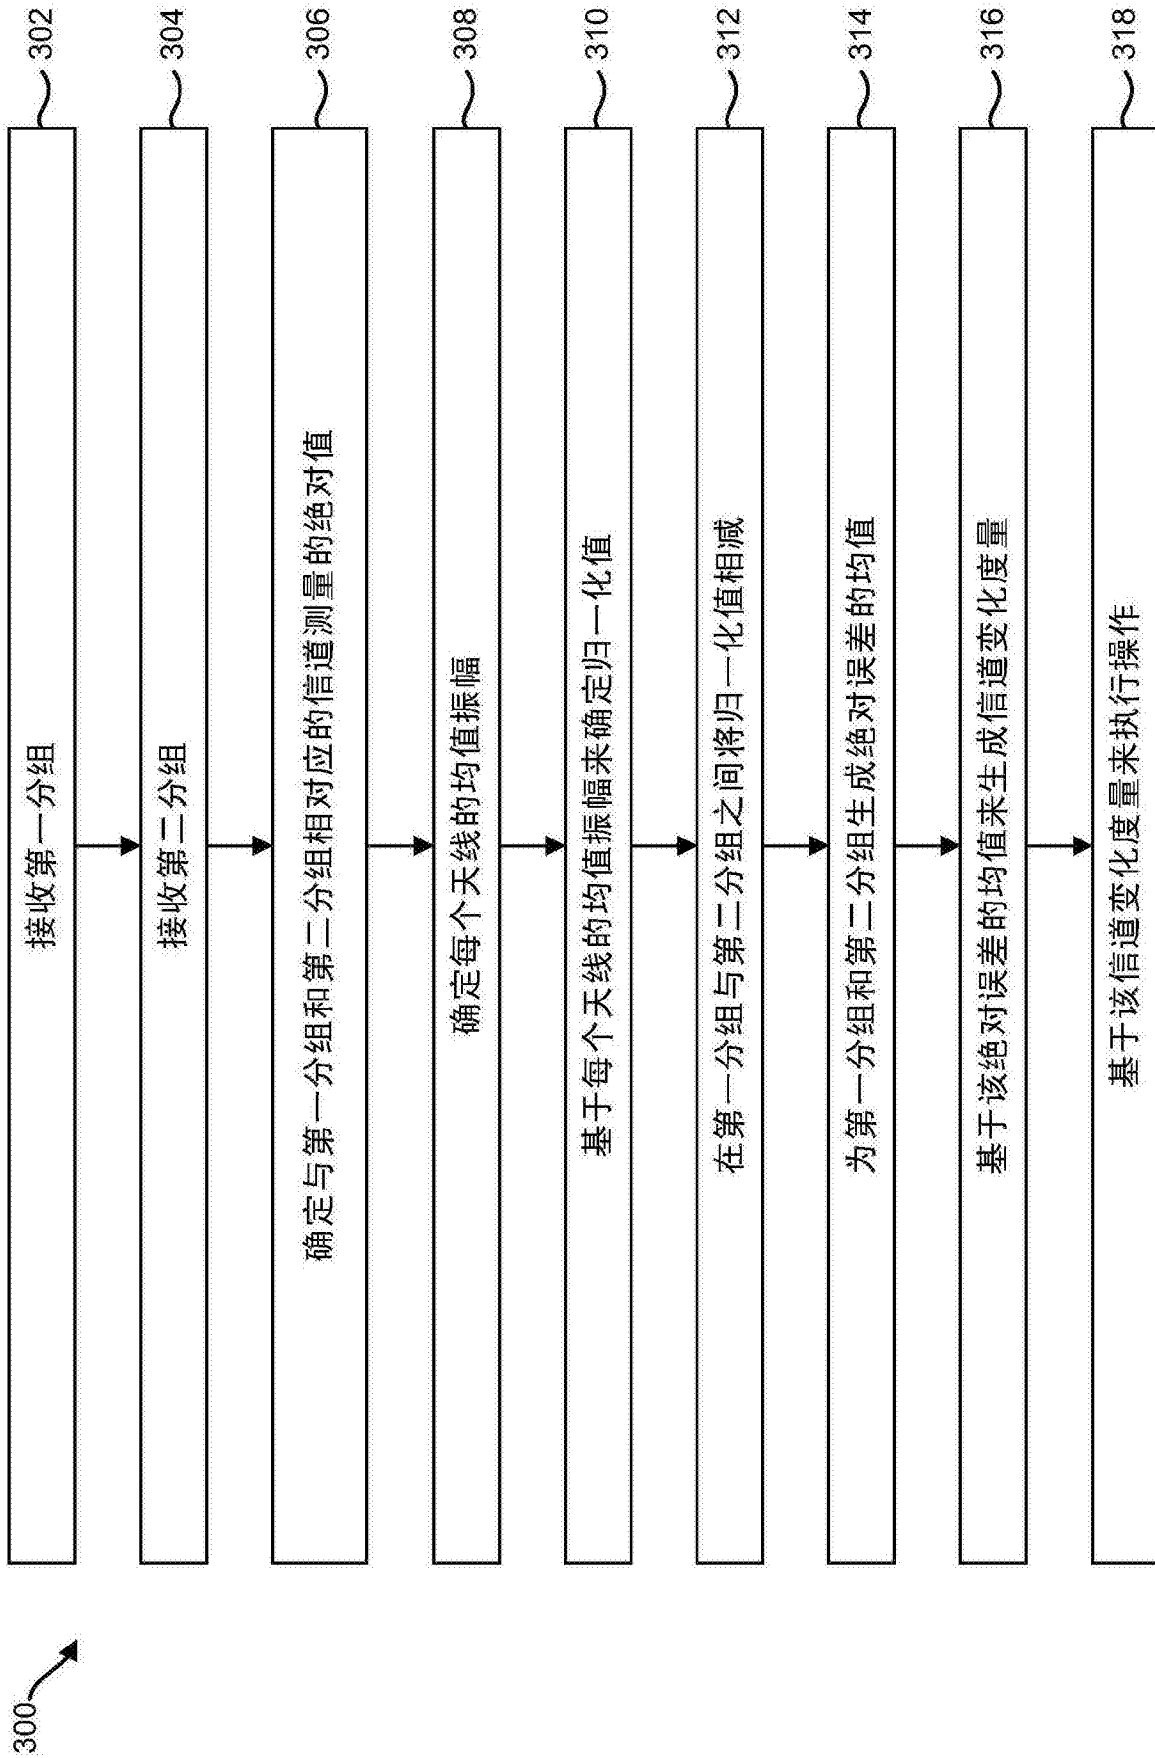 300
接收第一分组
302
接收第二分组
304
确定与第一分组和第二分组相对应的信道测量的绝对值
306
确定每个天线的均值振幅
308
基于每个天线的均值振幅来确定归一化值
310
在第一分组与第二分组之间将归一化值相减
312
为第一分组和第二分组生成绝对误差的均值
314
基于该绝对误差的均值来生成信道变化度量
316
基于该信道变化度量来执行操作
318